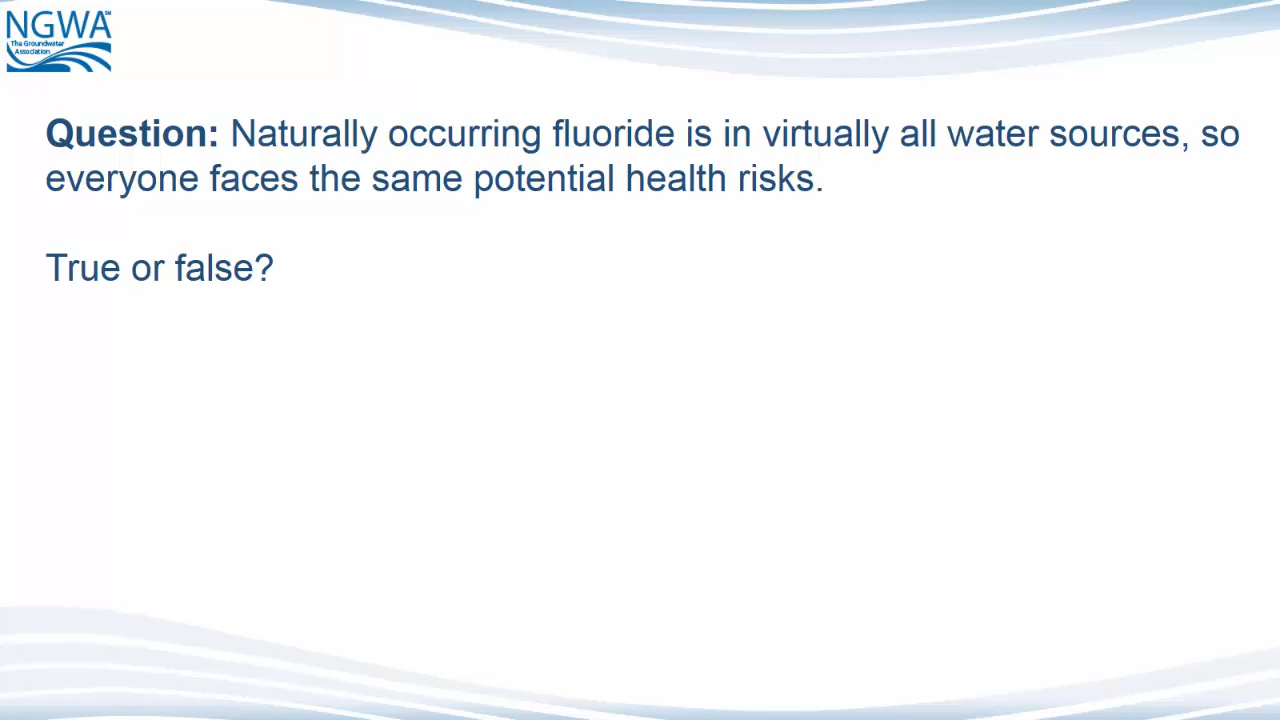 NGWA℠
The Groundwater
Association
Question: Naturally occurring fluoride is in virtually all water sources, so
everyone faces the same potential health risks.
True or false?